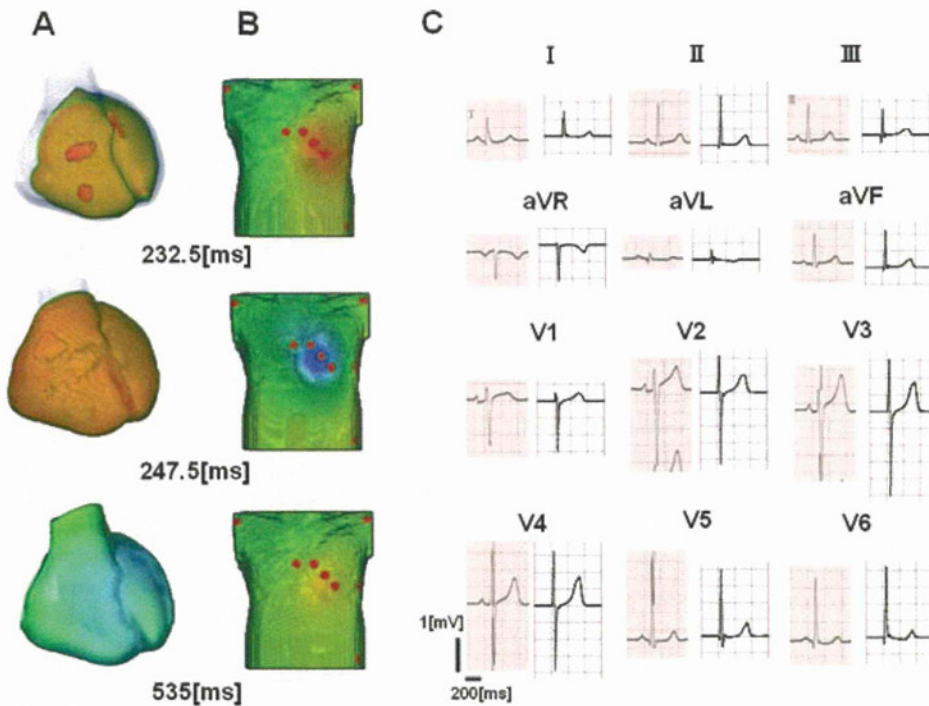 A
B
C
I
II
III
232.5[ms]
aVR
aVL
aVF
247.5[ms]
V1
V2
V3
535[ms]
V4
V5
V6
1[mV]
200[ms]